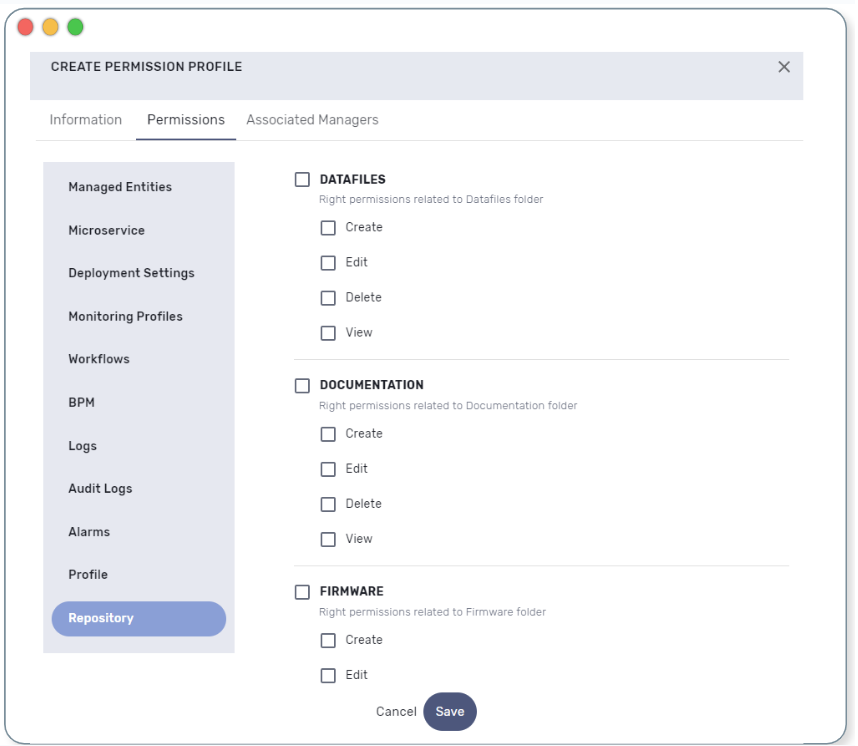 CREATE PERMISSION PROFILE
Information Permissions Associated Managers
Managed Entities
Microservice
Deployment Settings
Monitoring Profiles
Workflows
BPM
Logs
Audit Logs
Alarms
Profile
Repository
DATAFILES
Right permissions related to Datafiles folder
Create
Edit
Delete
View
DOCUMENTATION
Right permissions related to Documentation folder
Create
Edit
Delete
View
FIRMWARE
Right permissions related to Firmware folder
Create
Edit
Cancel Save